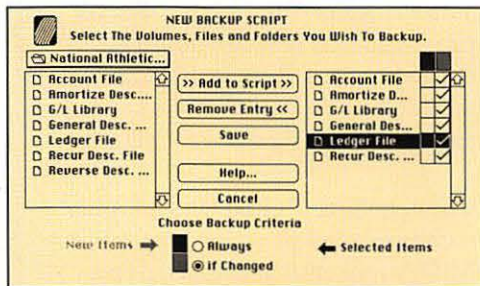 NEW BACKUP SCRIPT
Select The Volumes, Files and Folders You Wish To Backup.
National Athletic...
Account File
Amortize Desc....
G/L Library
General Desc. ...
Ledger File
Recur Desc. File
Reverse Desc. ...
>> Add to Script >>
Remove Entry <<
Save
Help...
Cancel
Account File
Amortize D...
G/L Library
General Des...
Ledger File
Recur Desc. ...
Choose Backup Criteria
New Items
Always
if Changed
Selected Items